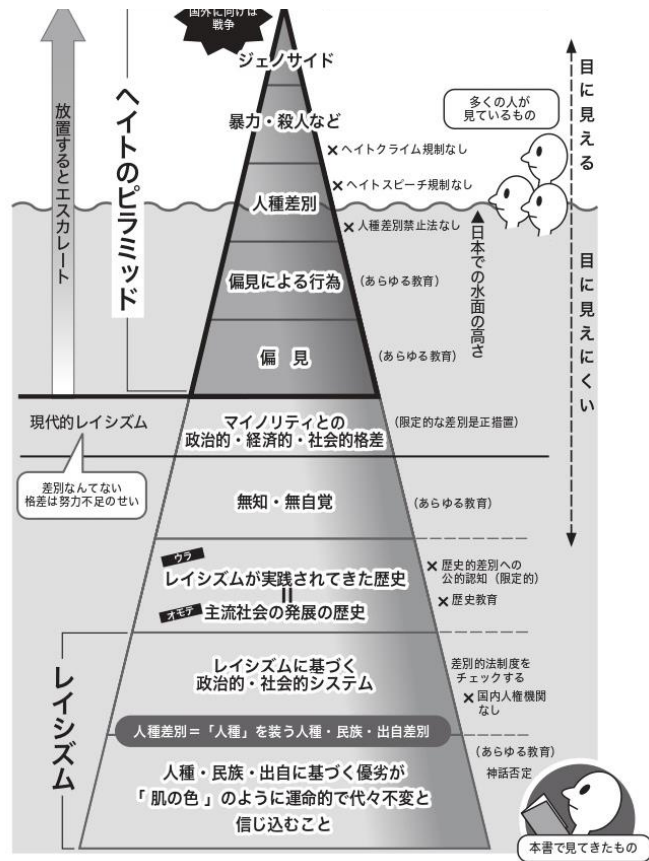 国外に向けば
戦争
ジェノサイド
暴力・殺人など
人種差別
偏見による行為
偏見
放置するとエスカレート
ヘイトのピラミッド
多くの人が
見ているもの
目に見える
目に見えにくい
×ヘイトクライム規制なし
×ヘイトスピーチ規制なし
×人種差別禁止法なし
▲日本での水面の高さ
(あらゆる教育)
(あらゆる教育)
現代的レイシズム
差別なんてない
格差は努力不足のせい
マイノリティとの
政治的・経済的・社会的格差
(限定的な差別是正措置)
無知・無自覚
(あらゆる教育)
ウラ
レイシズムが実践されてきた歴史
=
オモテ 主流社会の発展の歴史
×歴史的差別への
公的認知(限定的)
×歴史教育
レイシズム
レイシズムに基づく
政治的・社会的システム
差別的法制度を
チェックする
×国内人権機関
なし
人種差別=「人種」を装う人種・民族・出自差別
人種・民族・出自に基づく優劣が
「肌の色」のように運命的で代々不変と
信じ込むこと
(あらゆる教育)
神話否定
本書で見てきたもの